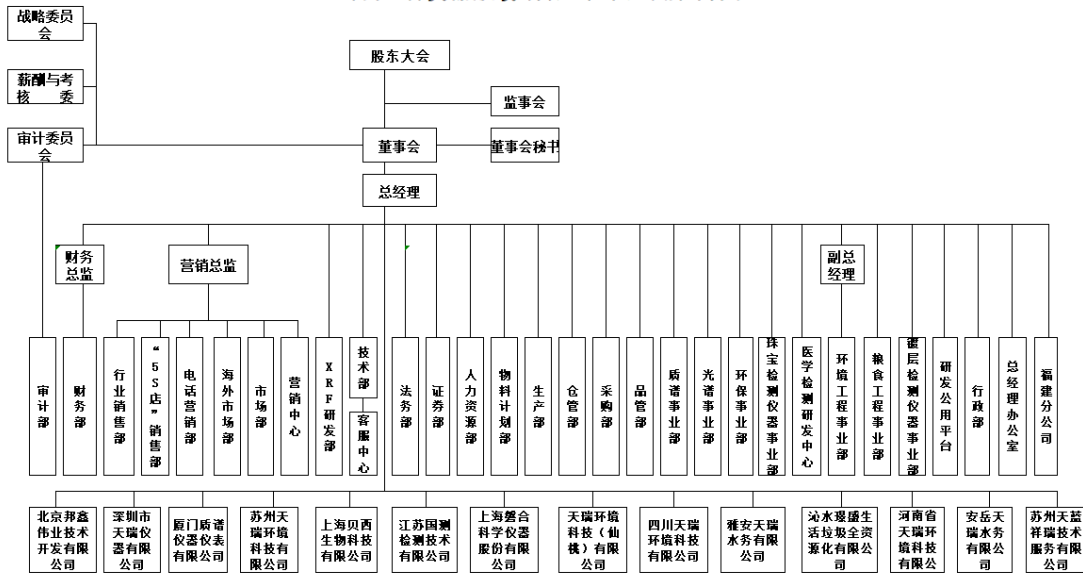 战略委员
会
股东大会
薪酬与考
核 委
监事会
审计委员
会
董事会
董事会秘书
总经理
财务
总监
营销总监
副总
经理
审计部
财务部
行业销售部
“5S店”销售部
电话营销部
海外市场部
市场部
营销中心
XRF研发部
技术部
客服中心
法务部
证券部
人力资源部
物料计划部
生产部
仓管部
采购部
品管部
质谱事业部
光谱事业部
环保事业部
珠宝检测仪器事业部
医学检测研发中心
环境工程事业部
粮食工程事业部
镀层检测仪器事业部
研发公用平台
行政部
总经理办公室
福建分公司
北京邦鑫
伟业技术
开发有限
公司
深圳市
天瑞仪
器有限
公司
厦门质谱
仪器仪表
有限公司
苏州天
瑞环境
科技有
限公司
上海贝西
生物科技
有限公司
江苏国测
检测技术
有限公司
上海磐合
科学仪器
股份有限
公司
天瑞环境
科技（仙
桃）有限
公司
四川天瑞
环境科技
有限公司
雅安天瑞
水务有限
公司
沁水璟盛生
活垃圾全资
源化有限公
司
河南省
天瑞环
境科技
有限公
安岳天
瑞水务
有限公
司
苏州天蓝
祥瑞技术
服务有限
公司